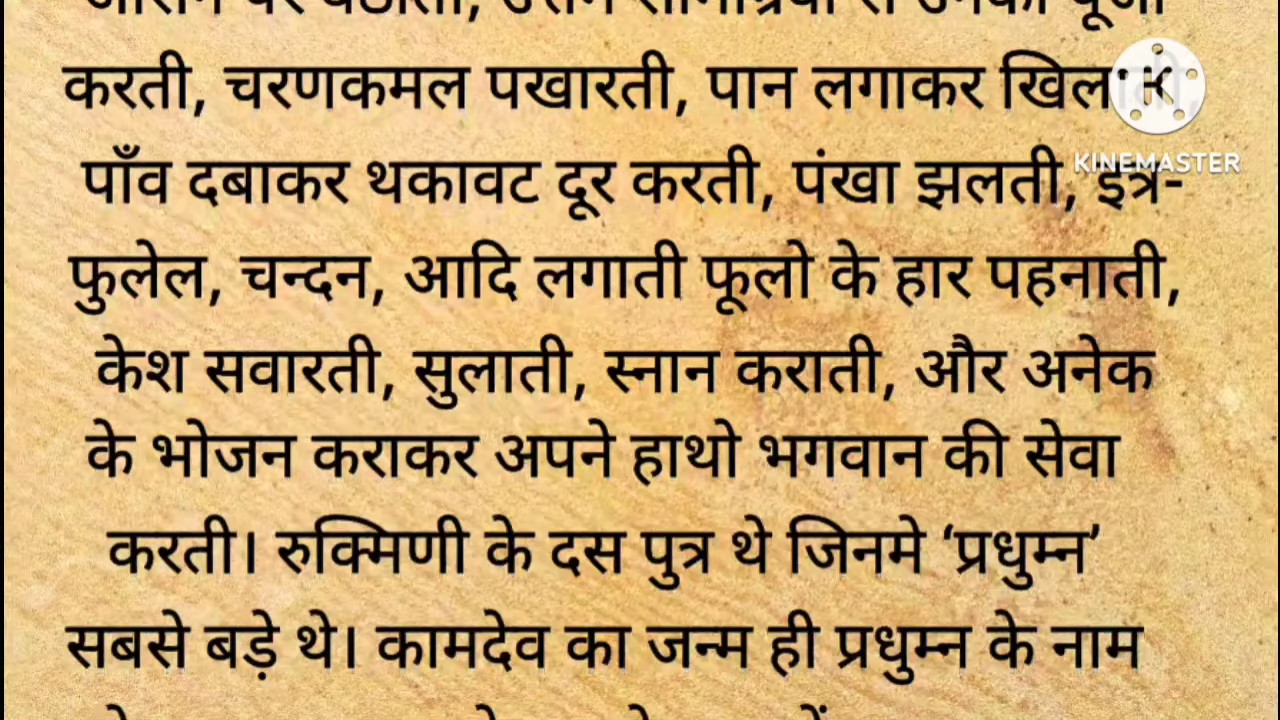 करती, चरणकमल पखारती, पान लगाकर
KINEMASTER
पाँव दबाकर थकावट दूर करती, पंखा झलती, इत्र-
फुलेल, चन्दन, आदि लगाती फूलो के हार पहनाती,
केश सवारती, सुलाती, स्नान कराती, और अनेक
के भोजन कराकर अपने हाथो भगवान की सेवा
करती। रुक्मिणी के दस पुत्र थे जिनमे ‘प्रधुम्न’
सबसे बड़े थे। कामदेव का जन्म ही प्रधुम्न के नाम